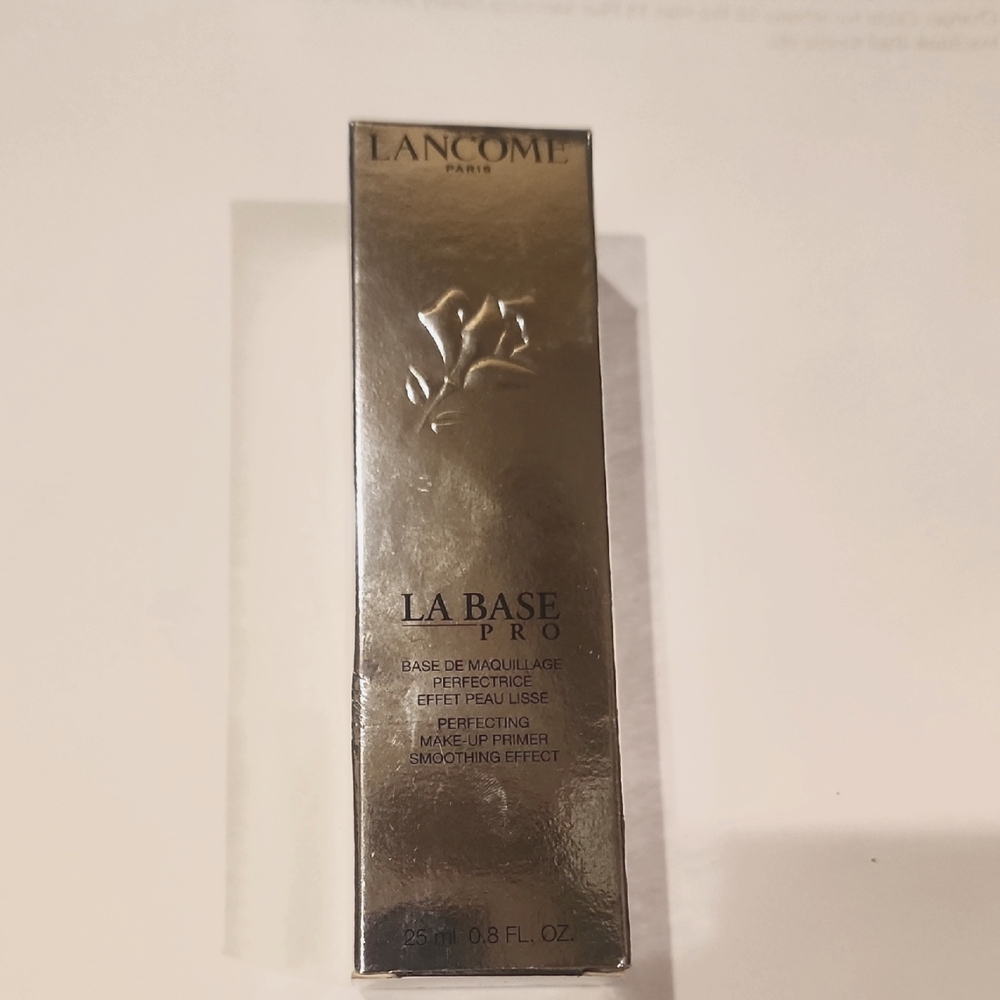 LANCOME
PARIS
LA BASE
PRO
BASE DE MAQUILLAGE
PERFECTRICE
EFFET PEAU LISSE
PERFECTING
MAKE-UP PRIMER
SMOOTHING EFFECT
25 ml 0.8 FL. OZ.